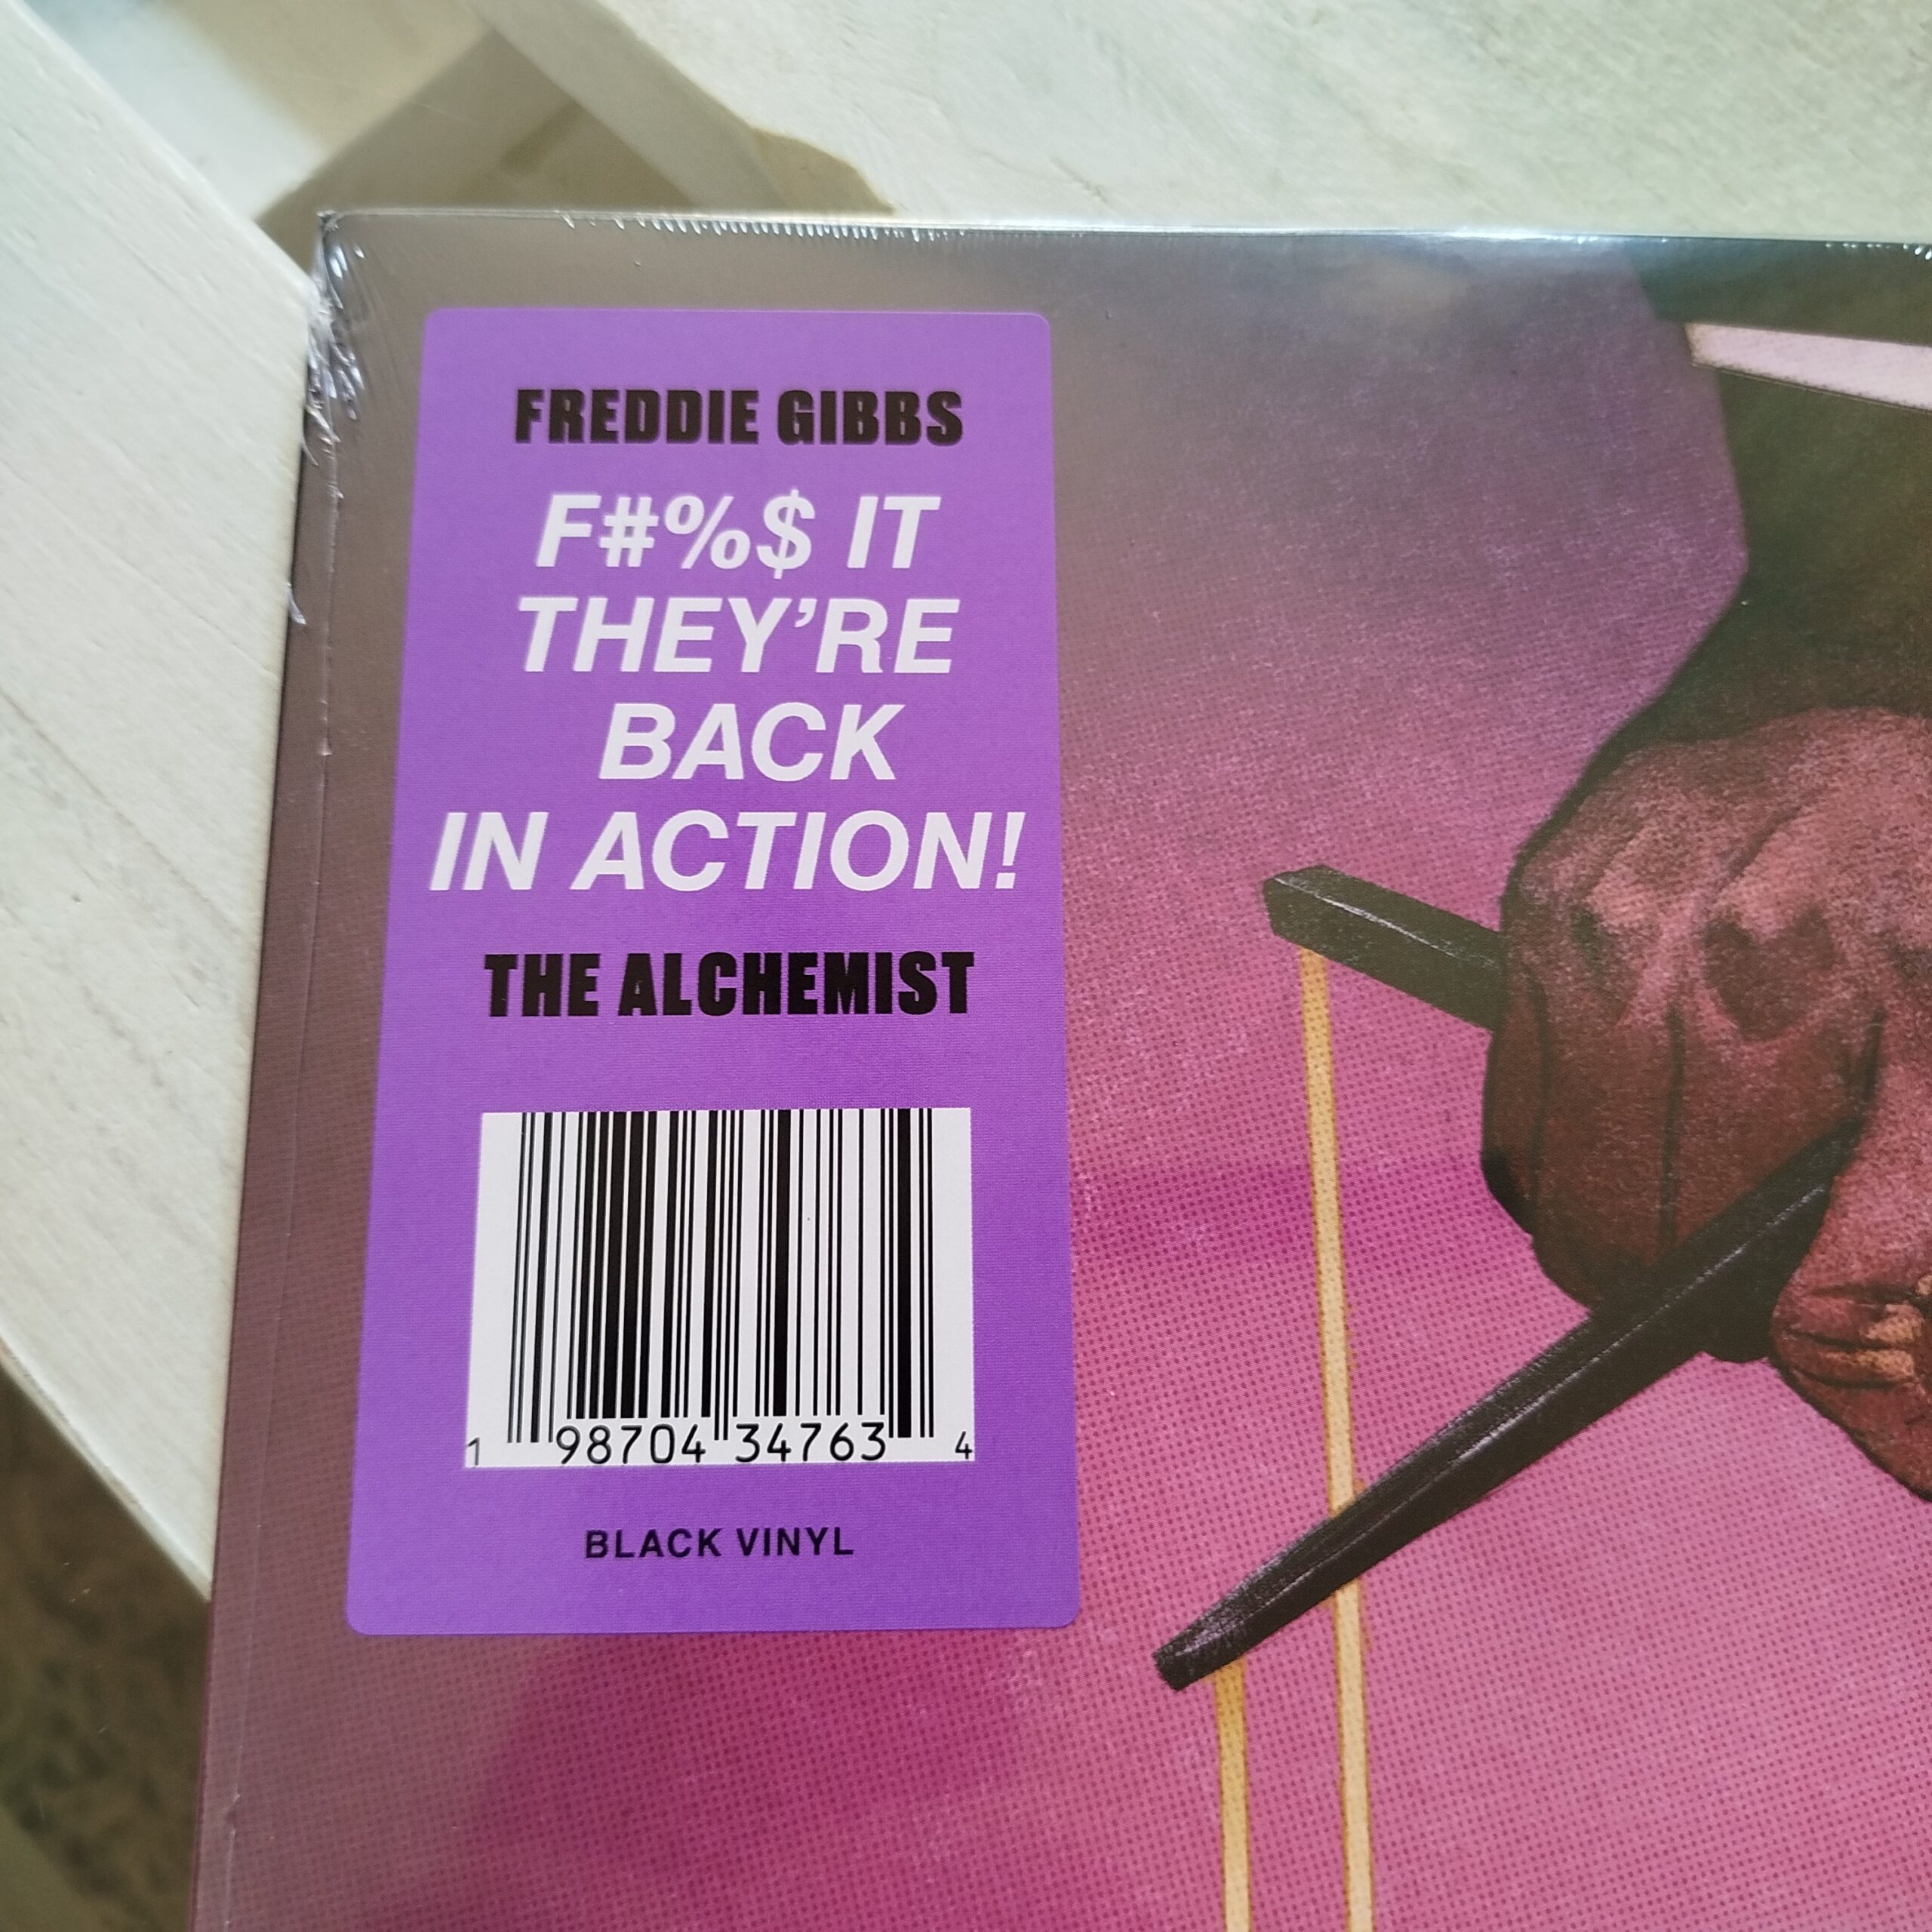 FREDDIE GIBBS
F#%$ IT
THEY'RE
BACK
IN ACTION!
THE ALCHEMIST
1 98704 34763 4
BLACK VINYL